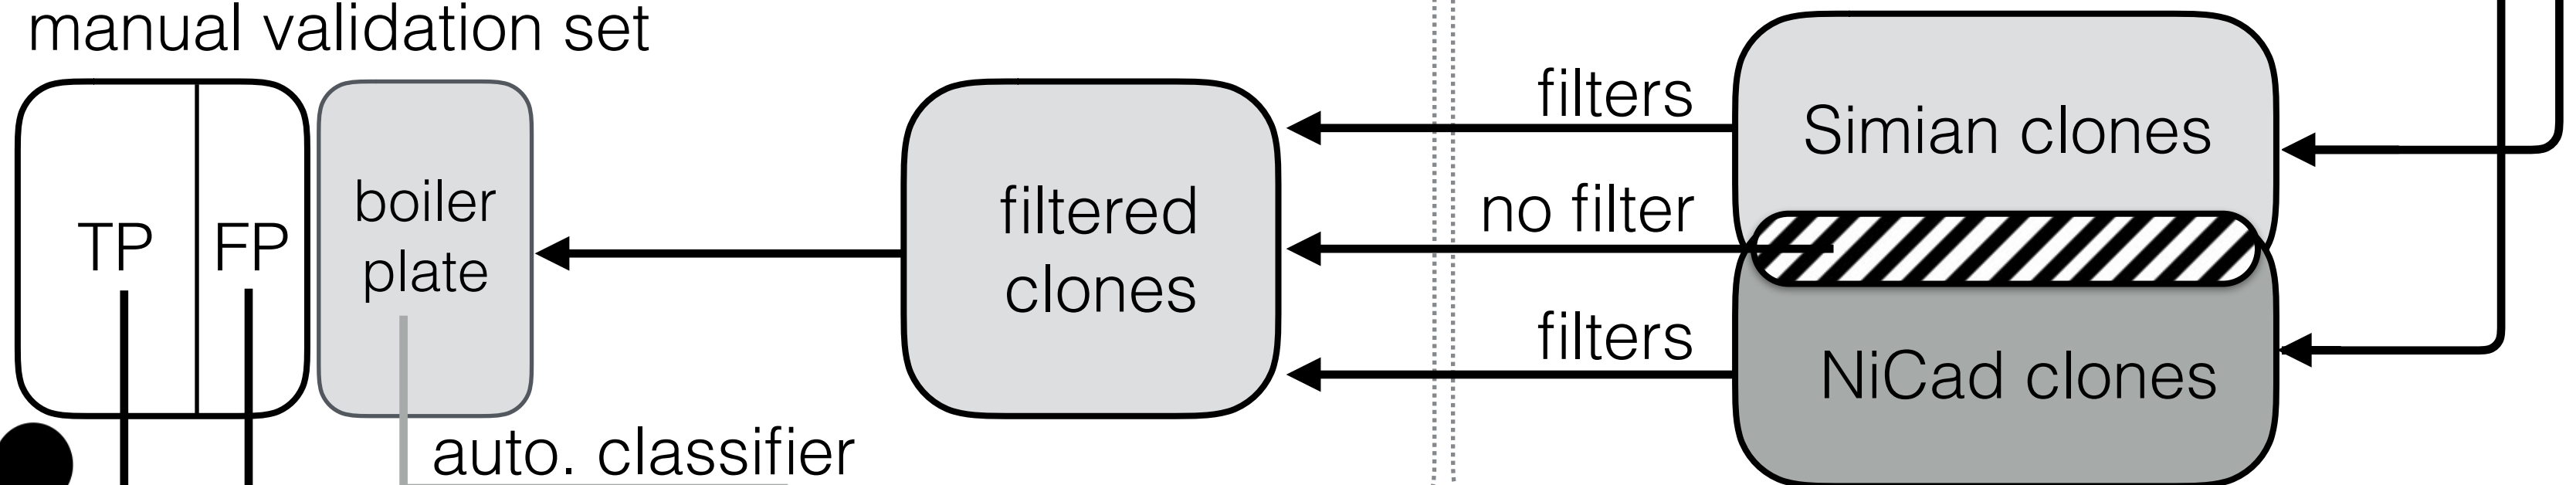 manual validation set
TP
FP
boiler
plate
auto. classifier
filtered
clones
filters
no filter
filters
Simian clones
NiCad clones